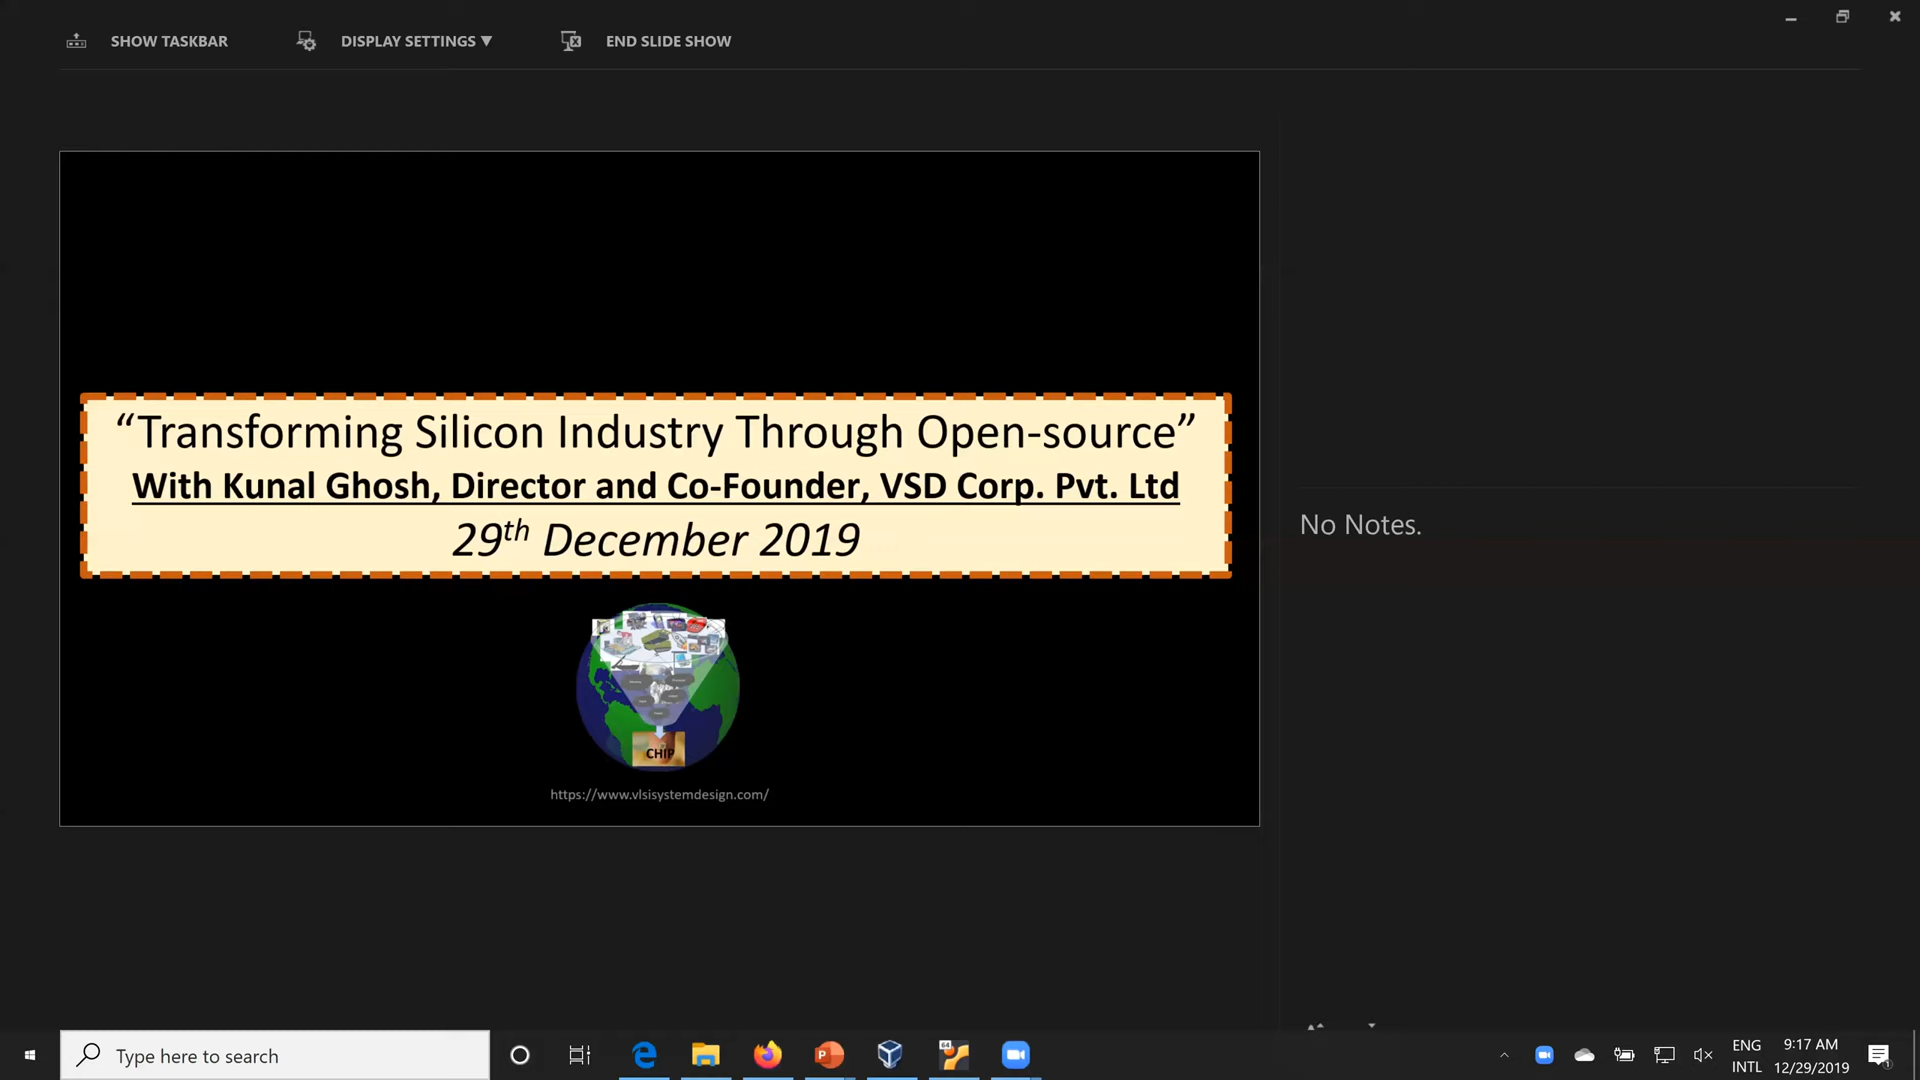 SHOW TASKBAR
DISPLAY SETTINGS ▼
END SLIDE SHOW
“Transforming Silicon Industry Through Open-source”
With Kunal Ghosh, Director and Co-Founder, VSD Corp. Pvt. Ltd
29th December 2019
CHIP
https://www.vlsisystemdesign.com/
No Notes.
Type here to search
64
ENG
INTL
9:17 AM
12/29/2019
1